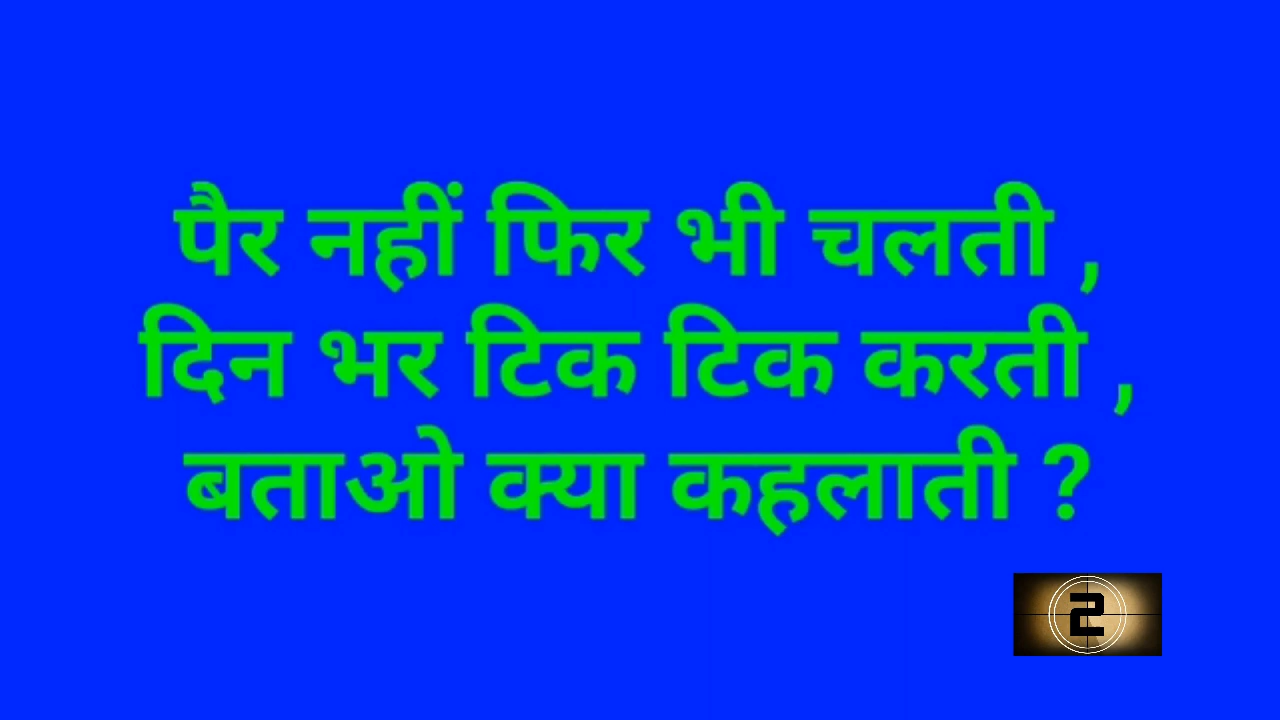 पैर नहीं फिर भी चलती ,
दिन भर टिक टिक करती ,
बताओ क्या कहलाती ?
2